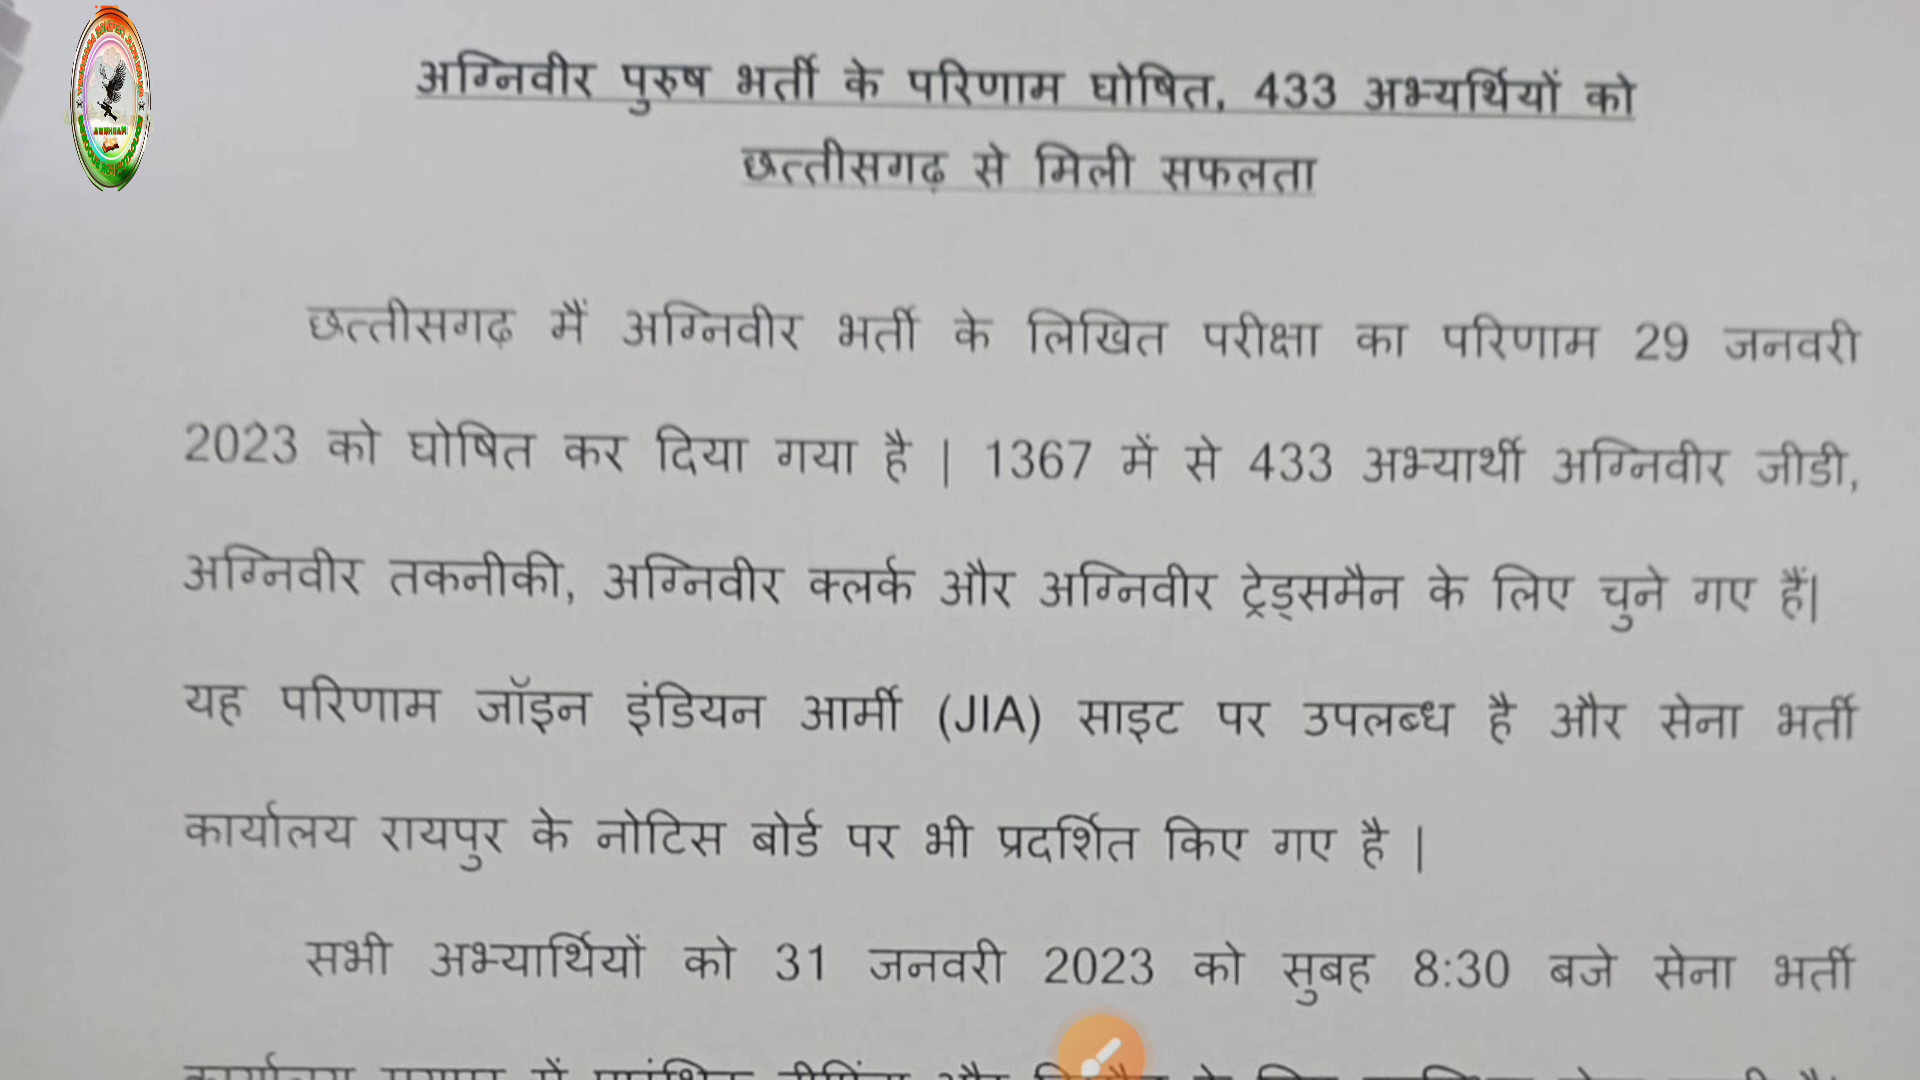 अग्निवीर पुरुष भर्ती के परिणाम घोषित, 433 अभ्यर्थियों को
छत्तीसगढ़ से मिली सफलता
छत्तीसगढ़ मैं अग्निवीर भर्ती के लिखित परीक्षा का परिणाम 29 जनवरी
2023 को घोषित कर दिया गया है | 1367 में से 433 अभ्यार्थी अग्निवीर जीडी,
अग्निवीर तकनीकी, अग्निवीर क्लर्क और अग्निवीर ट्रेड्समैन के लिए चुने गए हैं|
यह परिणाम जॉइन इंडियन आर्मी (JIA) साइट पर उपलब्ध है और सेना भर्ती
कार्यालय रायपुर के नोटिस बोर्ड पर भी प्रदर्शित किए गए है |
सभी अभ्यार्थियों को 31 जनवरी 2023 को सुबह 8:30 बजे सेना भर्ती